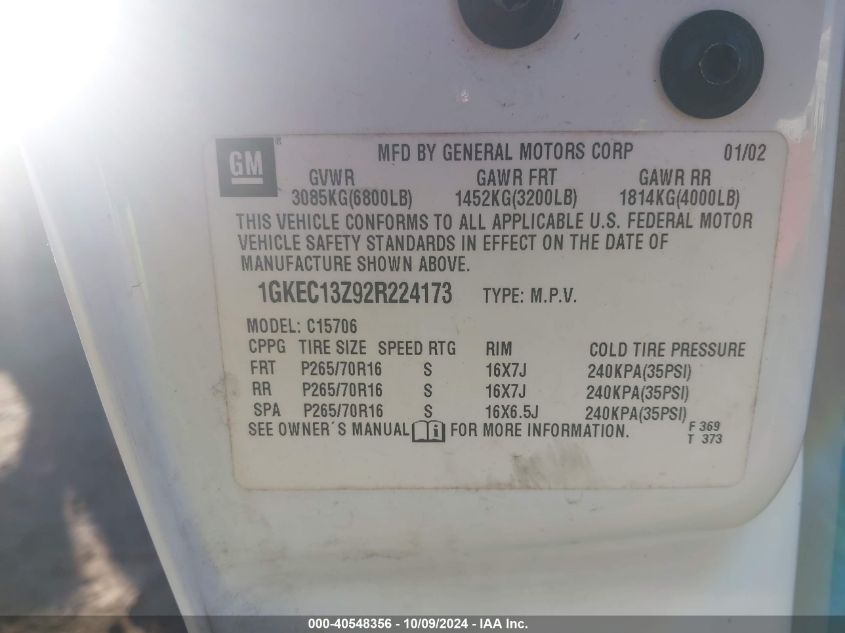 GM ®
MFD BY GENERAL MOTORS CORP 01/02
GVWR GAWR FRT GAWR RR
3085KG(6800LB) 1452KG(3200LB) 1814KG(4000LB)
THIS VEHICLE CONFORMS TO ALL APPLICABLE U.S. FEDERAL MOTOR
VEHICLE SAFETY STANDARDS IN EFFECT ON THE DATE OF
MANUFACTURE SHOWN ABOVE.
1GKEC13Z92R224173 TYPE: M.P.V.
MODEL: C15706
CPPG TIRE SIZE SPEED RTG RIM COLD TIRE PRESSURE
FRT P265/70R16 S 16X7J 240KPA(35PSI)
RR P265/70R16 S 16X7J 240KPA(35PSI)
SPA P265/70R16 S 16X6.5J 240KPA(35PSI)
SEE OWNER´S MANUAL i FOR MORE INFORMATION. F 369
T 373
000-40548356 - 10/09/2024 - IAA Inc.